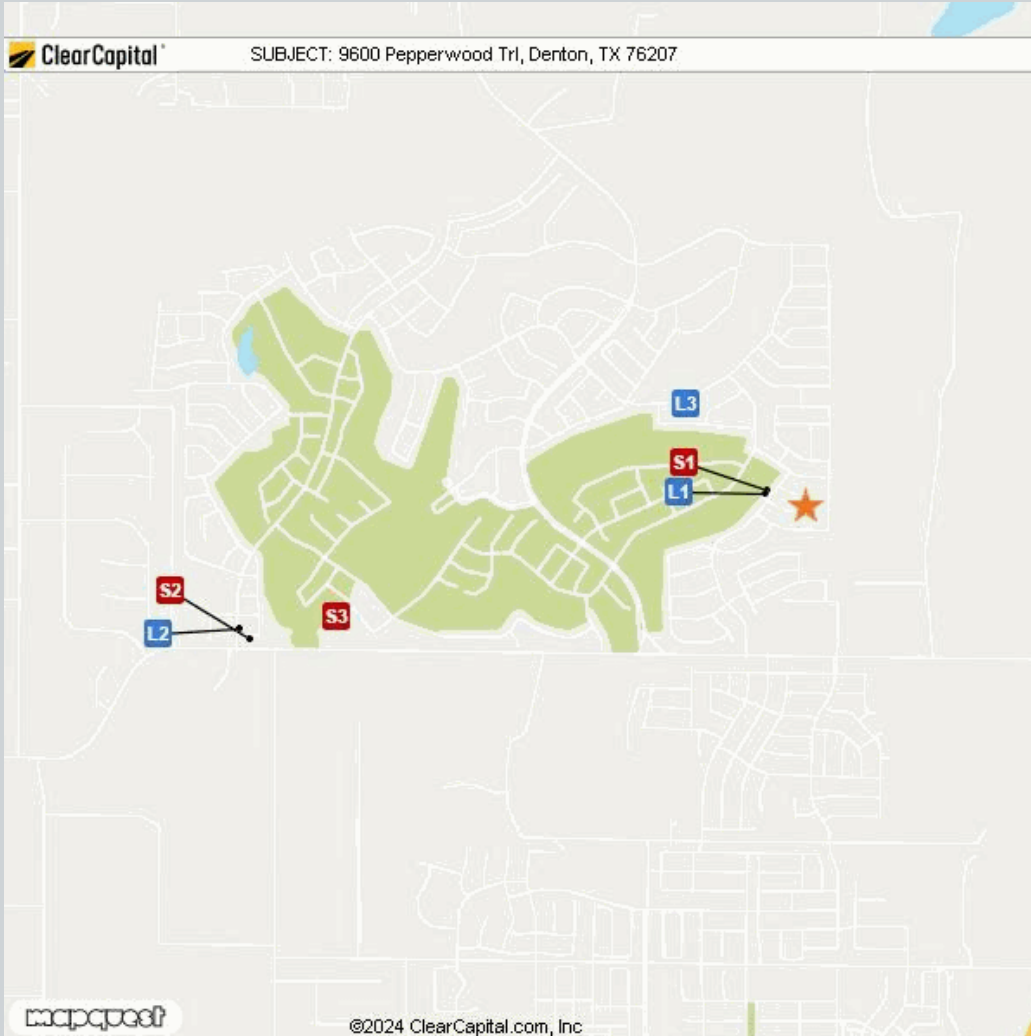 ClearCapital SUBJECT: 9600 Pepperwood Trl, Denton, TX 76207
L3
S1
L1
S2
S3
L2
mapquest ©2024 ClearCapital.com, Inc